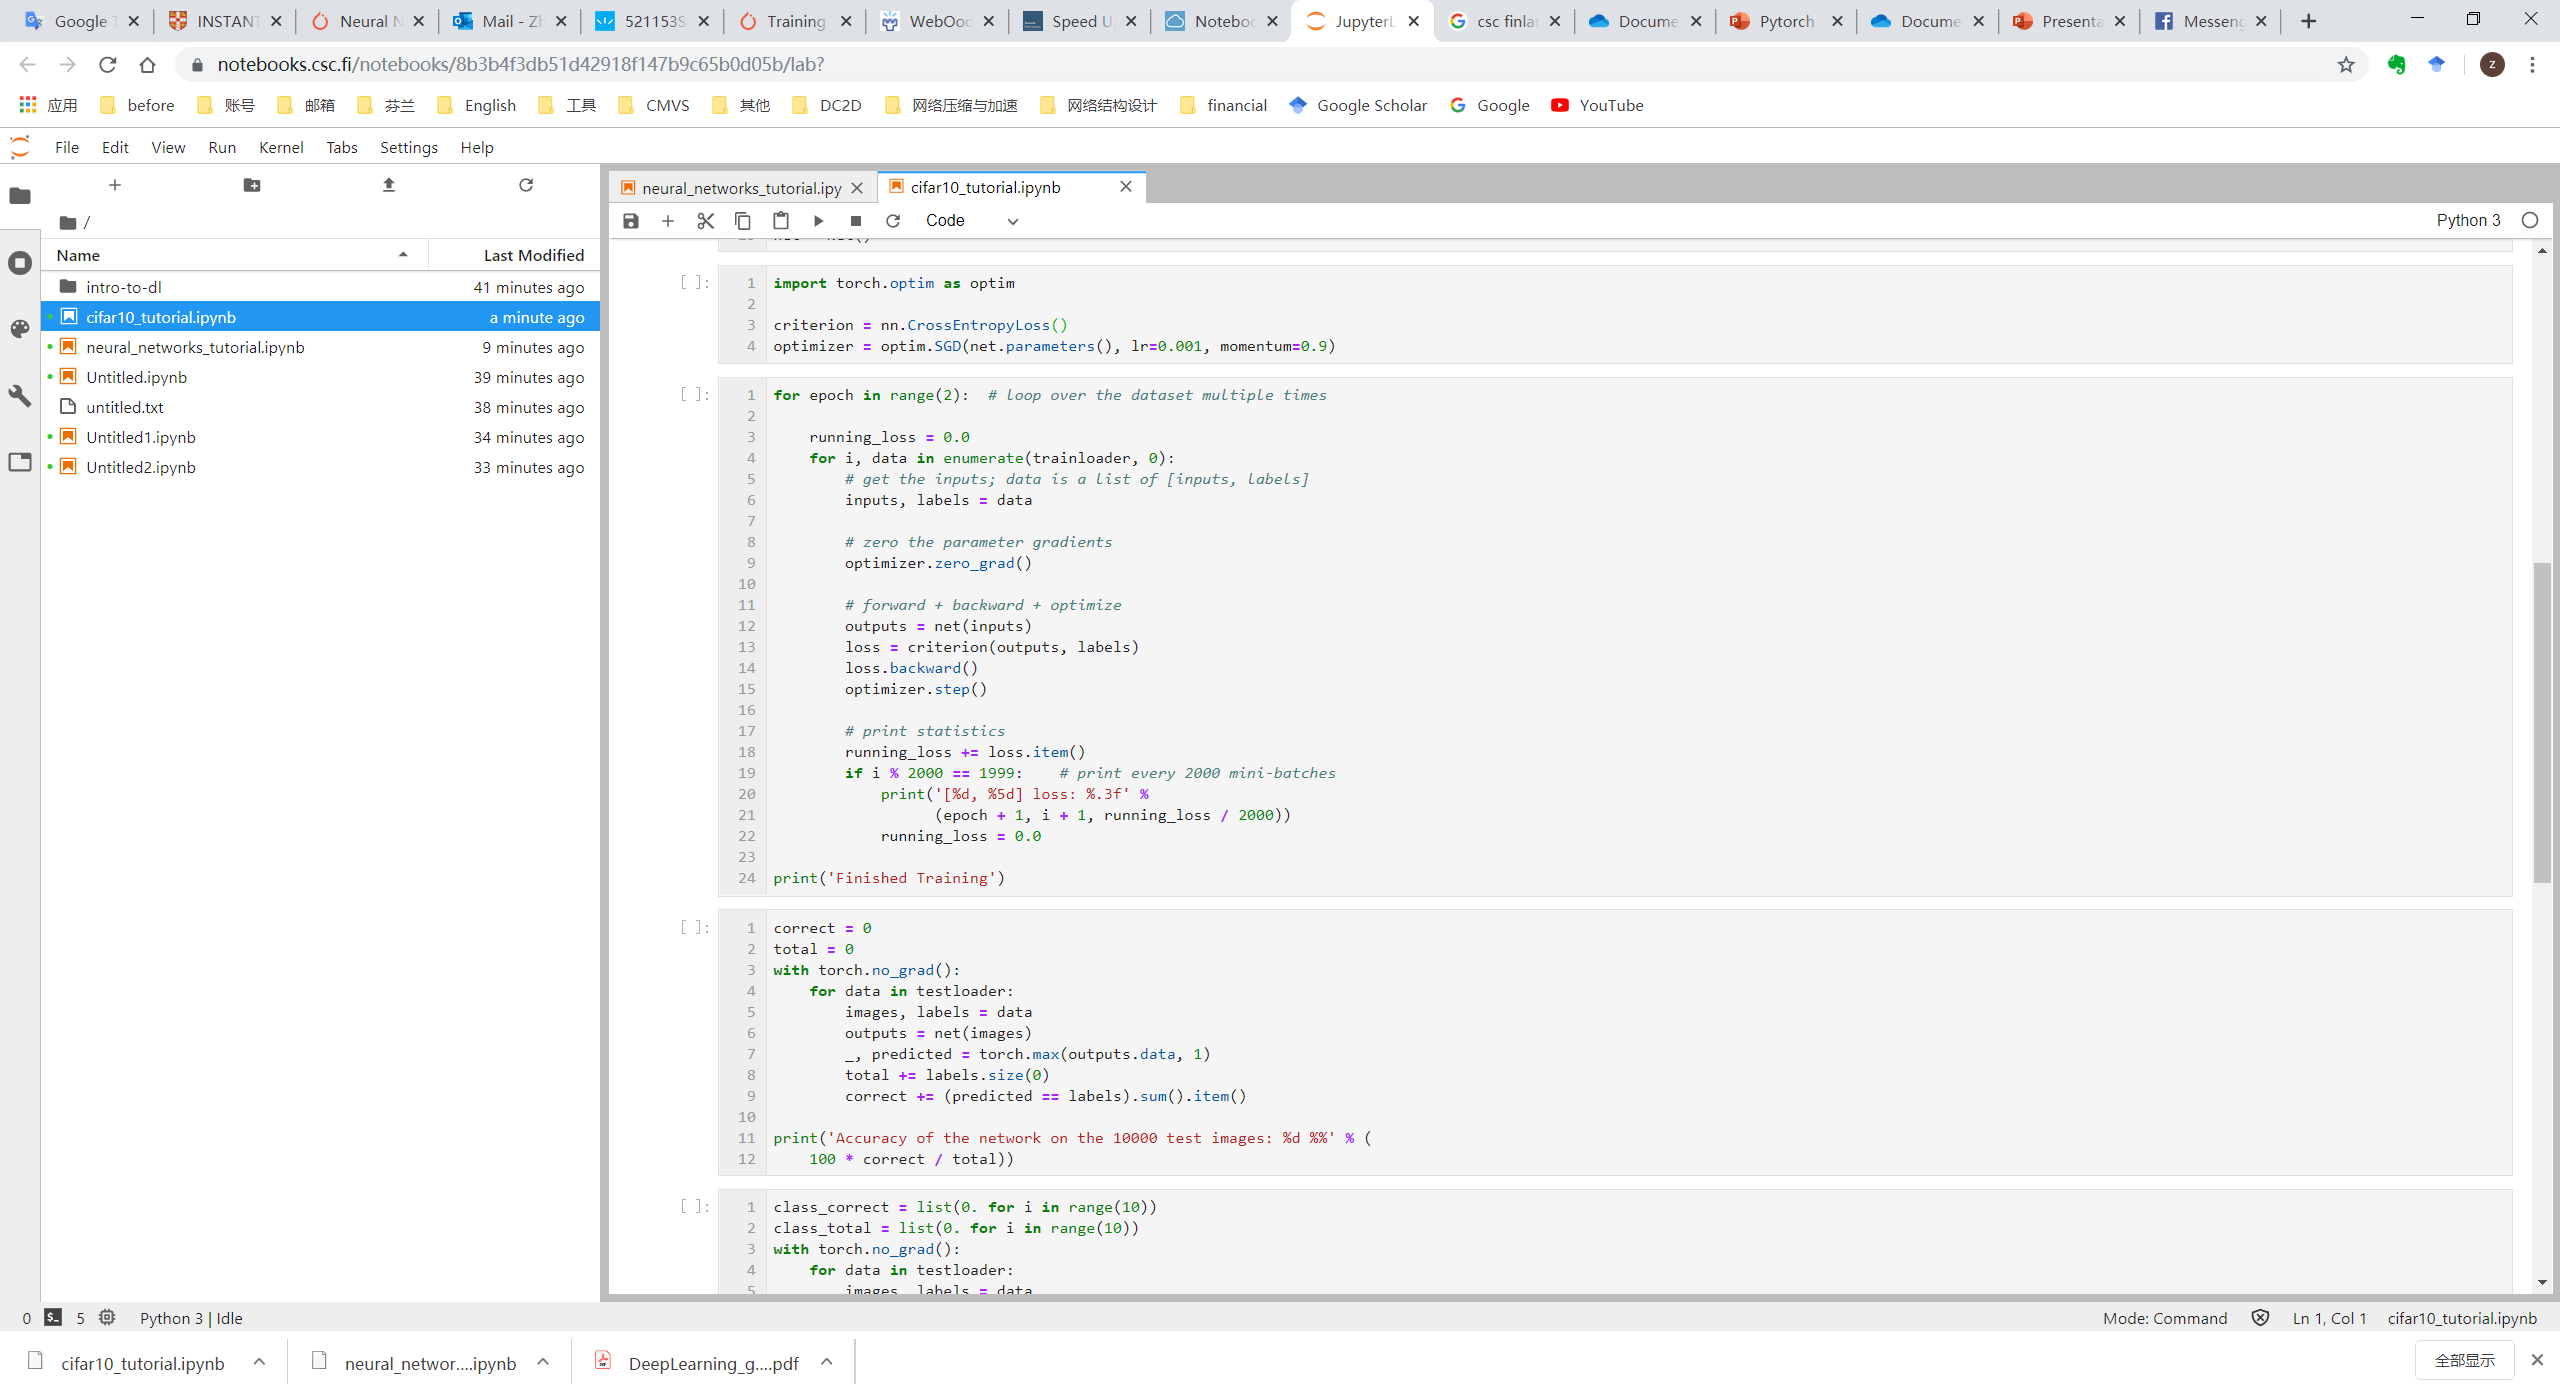 Google T
INSTANT
Neural N
Mail - Zh
521153S
Training
WebOod
Speed U
Noteboo
JupyterL
csc finlan
Docume
Pytorch
Docume
Presenta
Messeng
notebooks.csc.fi/notebooks/8b3b4f3db51d42918f147b9c65b0d05b/lab?
z
应用
before
账号
邮箱
芬兰
English
工具
CMVS
其他
DC2D
网络压缩与加速
网络结构设计
financial
Google Scholar
Google
YouTube
File Edit View Run Kernel Tabs Settings Help
/
Name Last Modified
intro-to-dl 41 minutes ago
cifar10_tutorial.ipynb a minute ago
neural_networks_tutorial.ipynb 9 minutes ago
Untitled.ipynb 39 minutes ago
untitled.txt 38 minutes ago
Untitled1.ipynb 34 minutes ago
Untitled2.ipynb 33 minutes ago
neural_networks_tutorial.ipy
cifar10_tutorial.ipynb
Code
Python 3
[ ]:
1 import torch.optim as optim
2
3 criterion = nn.CrossEntropyLoss()
4 optimizer = optim.SGD(net.parameters(), lr=0.001, momentum=0.9)
[ ]:
1 for epoch in range(2):  # loop over the dataset multiple times
2
3     running_loss = 0.0
4     for i, data in enumerate(trainloader, 0):
5         # get the inputs; data is a list of [inputs, labels]
6         inputs, labels = data
7
8         # zero the parameter gradients
9         optimizer.zero_grad()
10
11         # forward + backward + optimize
12         outputs = net(inputs)
13         loss = criterion(outputs, labels)
14         loss.backward()
15         optimizer.step()
16
17         # print statistics
18         running_loss += loss.item()
19         if i % 2000 == 1999:    # print every 2000 mini-batches
20             print('[%d, %5d] loss: %.3f' %
21                   (epoch + 1, i + 1, running_loss / 2000))
22             running_loss = 0.0
23
24 print('Finished Training')
[ ]:
1 correct = 0
2 total = 0
3 with torch.no_grad():
4     for data in testloader:
5         images, labels = data
6         outputs = net(images)
7         _, predicted = torch.max(outputs.data, 1)
8         total += labels.size(0)
9         correct += (predicted == labels).sum().item()
10
11 print('Accuracy of the network on the 10000 test images: %d %%' % (
12     100 * correct / total))
[ ]:
1 class_correct = list(0. for i in range(10))
2 class_total = list(0. for i in range(10))
3 with torch.no_grad():
4     for data in testloader:
5         images, labels = data
0 5 Python 3 | Idle
Mode: Command Ln 1, Col 1 cifar10_tutorial.ipynb
cifar10_tutorial.ipynb
neural_networ....ipynb
DeepLearning_g....pdf
全部显示